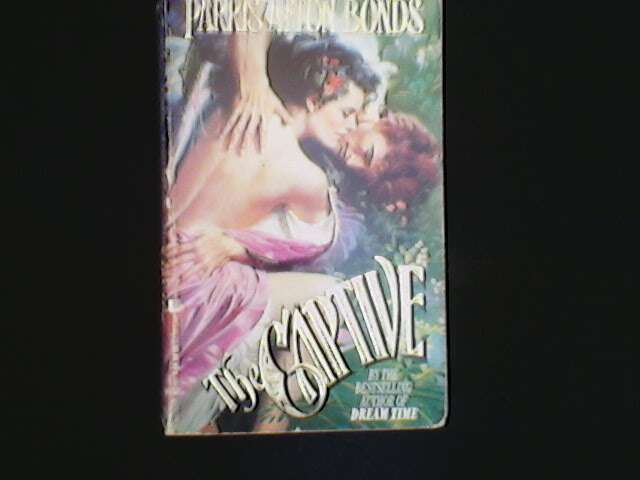 PARRIS AFTON BONDS
The CAPTIVE
BY THE
BESTSELLING
AUTHOR OF
DREAM TIME